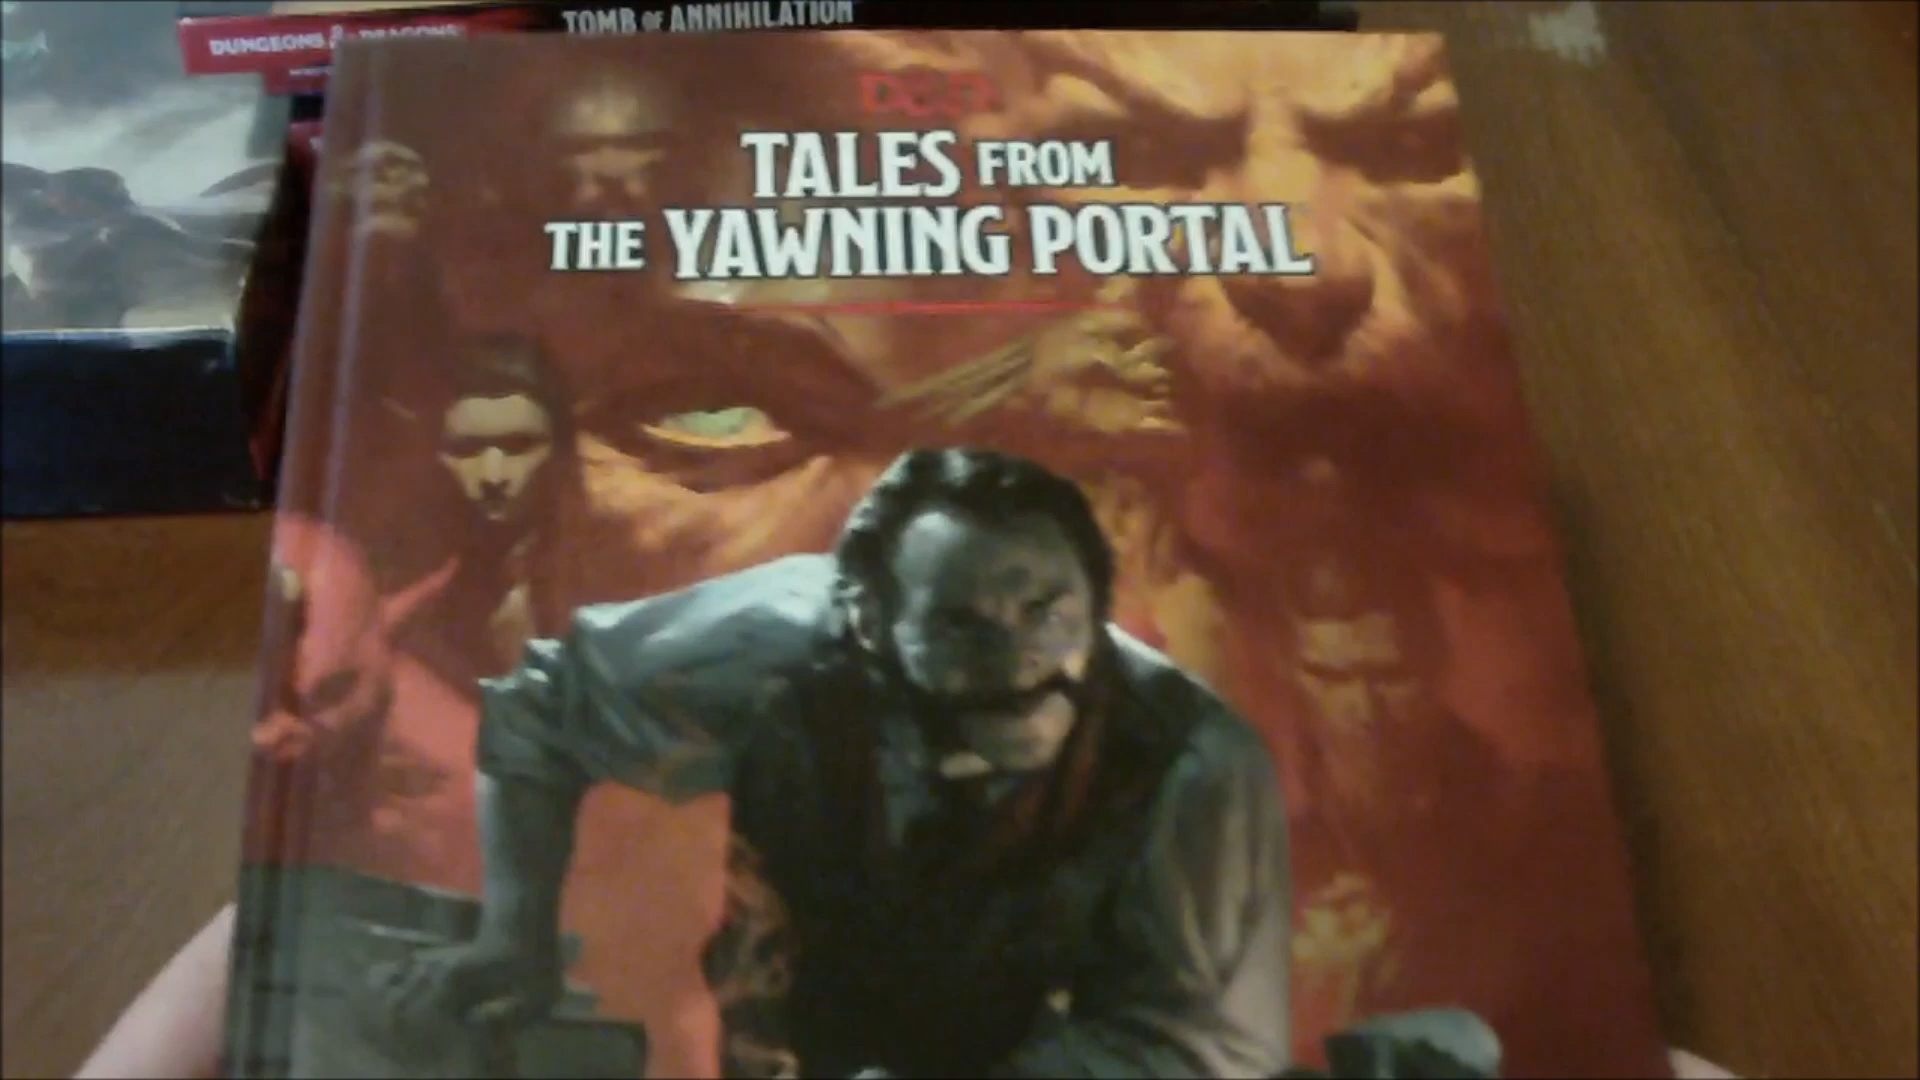 TOMB OF ANNIHILATION
DUNGEONS & DRAGONS
D&D
TALES FROM
THE YAWNING PORTAL